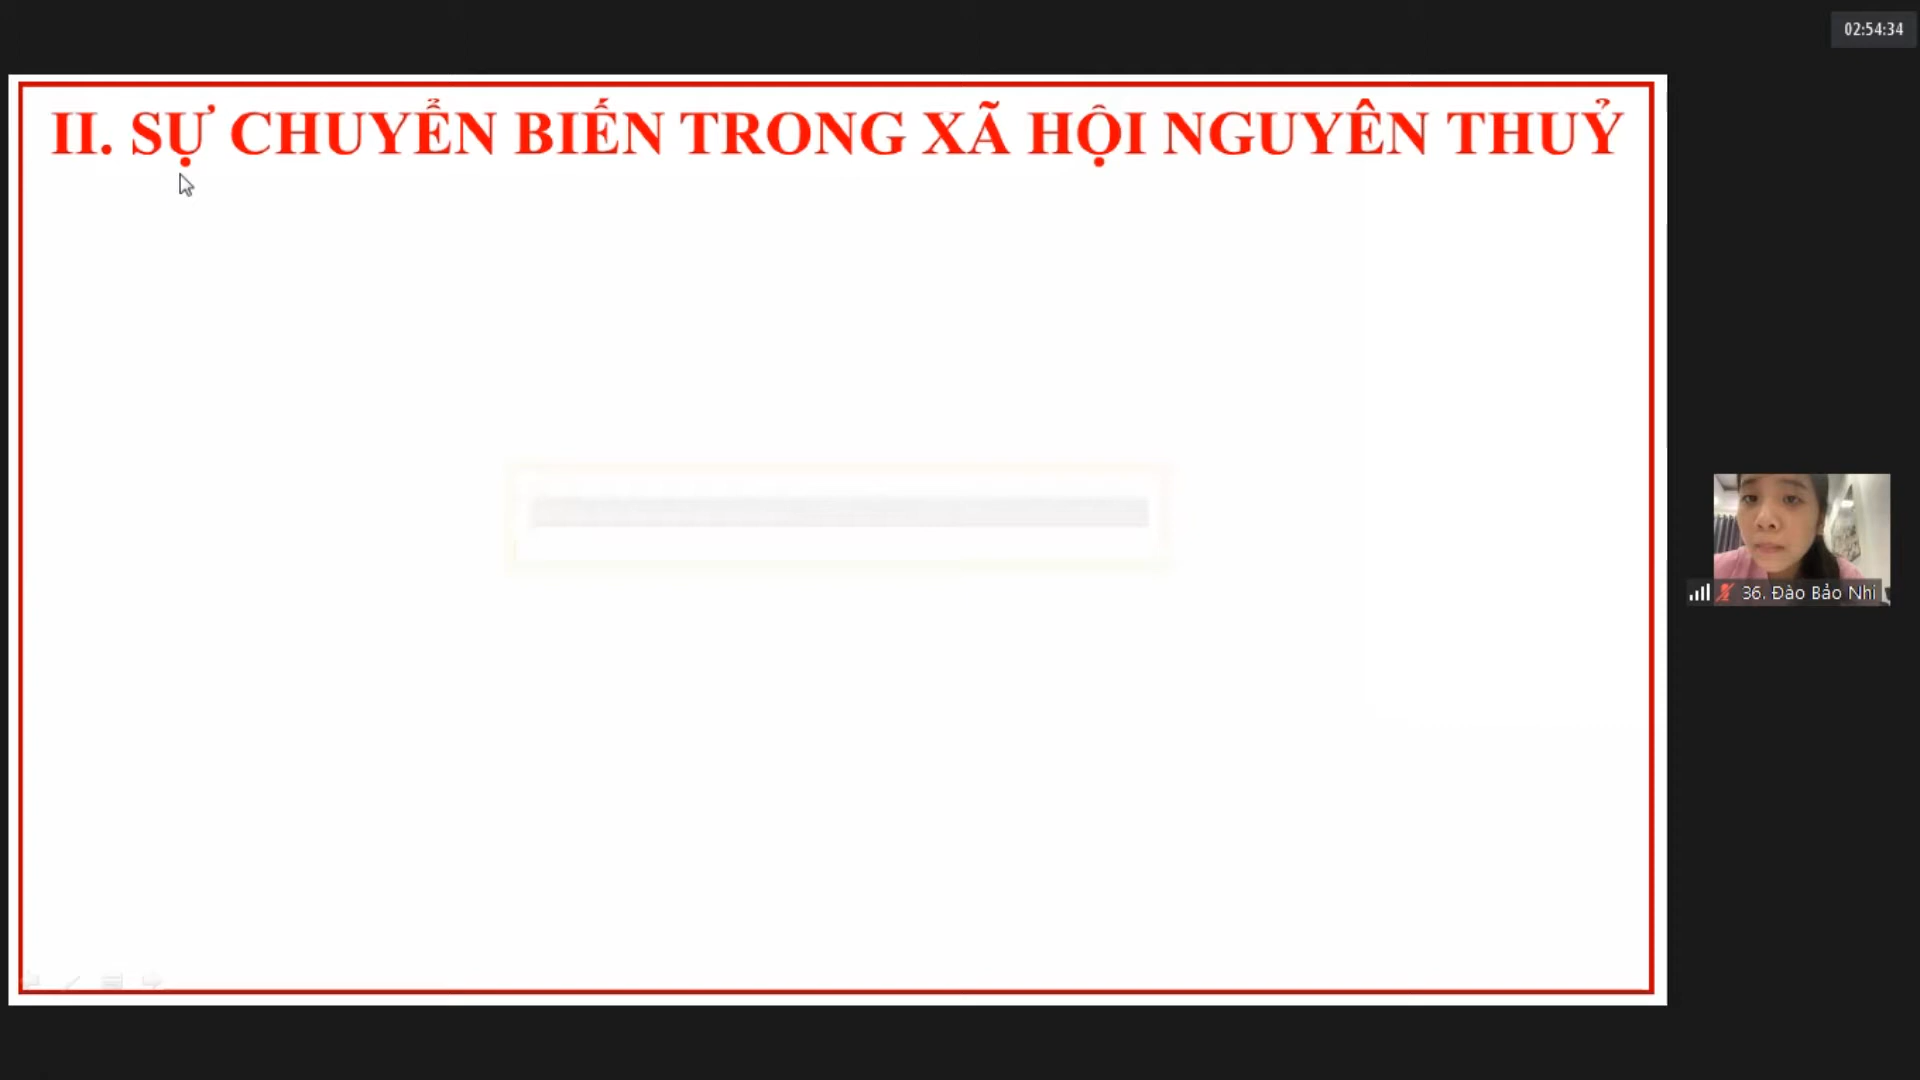 02:54:34
II. SỰ CHUYỂN BIẾN TRONG XÃ HỘI NGUYÊN THUỶ
36. Đào Bảo Nhi